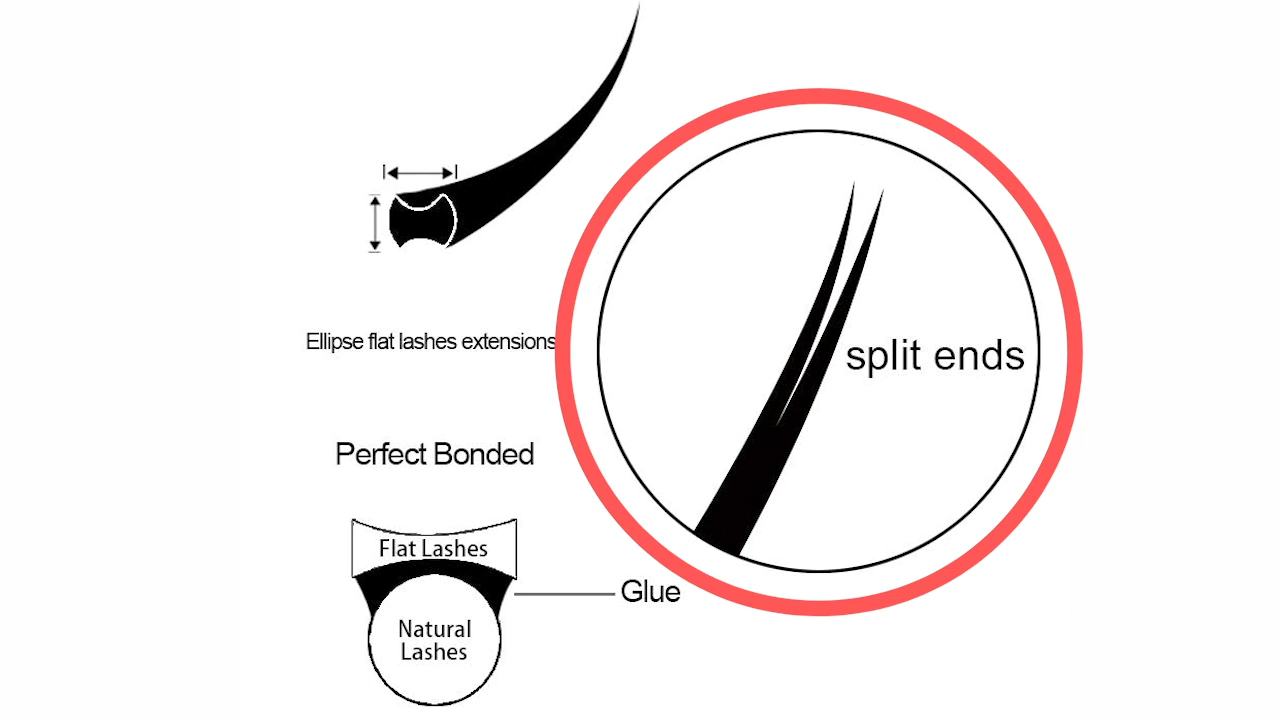 Ellipse flat lashes extensions
split ends
Perfect Bonded
Flat Lashes
Glue
Natural
Lashes